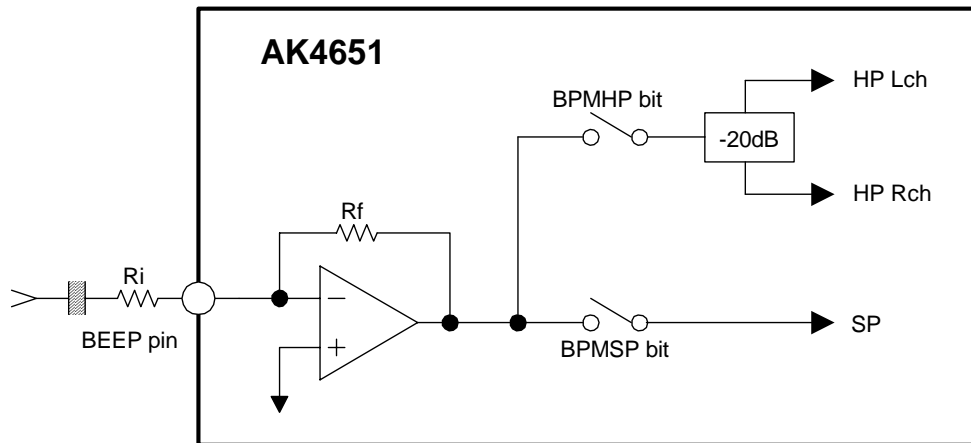 AK4651
HP Lch
BPMHP bit
-20dB
HP Rch
Rf
Ri
−
BEEP pin
+
SP
BPMSP bit